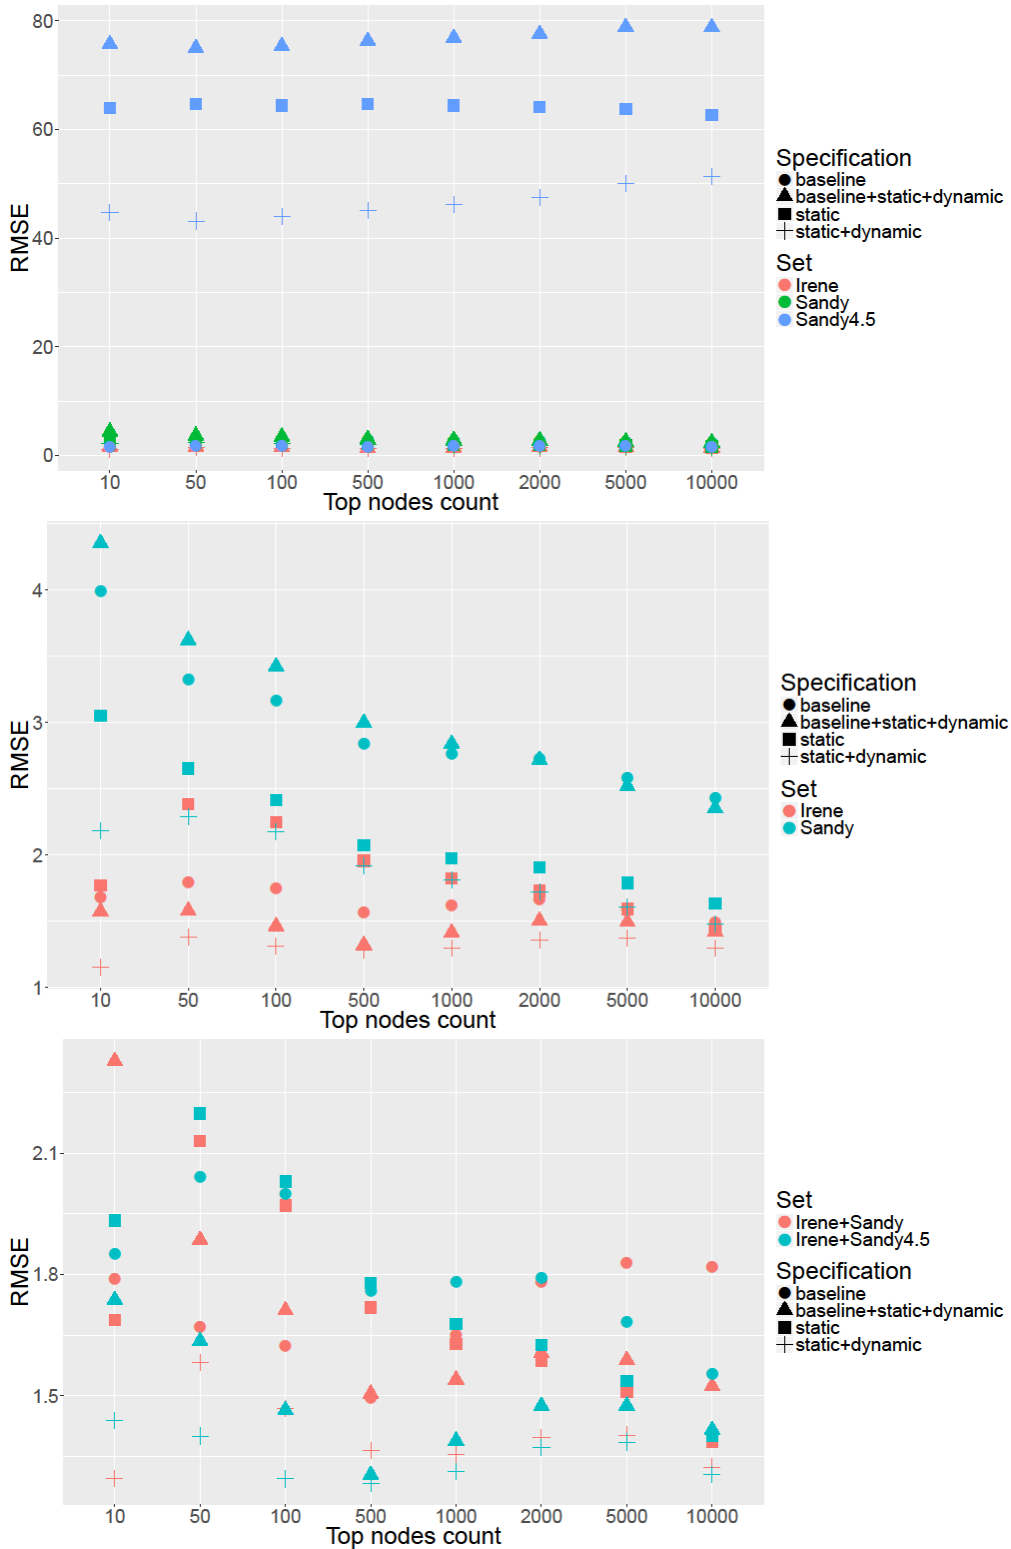 80
60
40
20
0
RMSE
10 50 100 500 1000 2000 5000 10000
Top nodes count
Specification
baseline
baseline+static+dynamic
static
static+dynamic
Set
Irene
Sandy
Sandy4.5
4
3
2
1
RMSE
10 50 100 500 1000 2000 5000 10000
Top nodes count
Specification
baseline
baseline+static+dynamic
static
static+dynamic
Set
Irene
Sandy
2.1
1.8
1.5
RMSE
10 50 100 500 1000 2000 5000 10000
Top nodes count
Set
Irene+Sandy
Irene+Sandy4.5
Specification
baseline
baseline+static+dynamic
static
static+dynamic